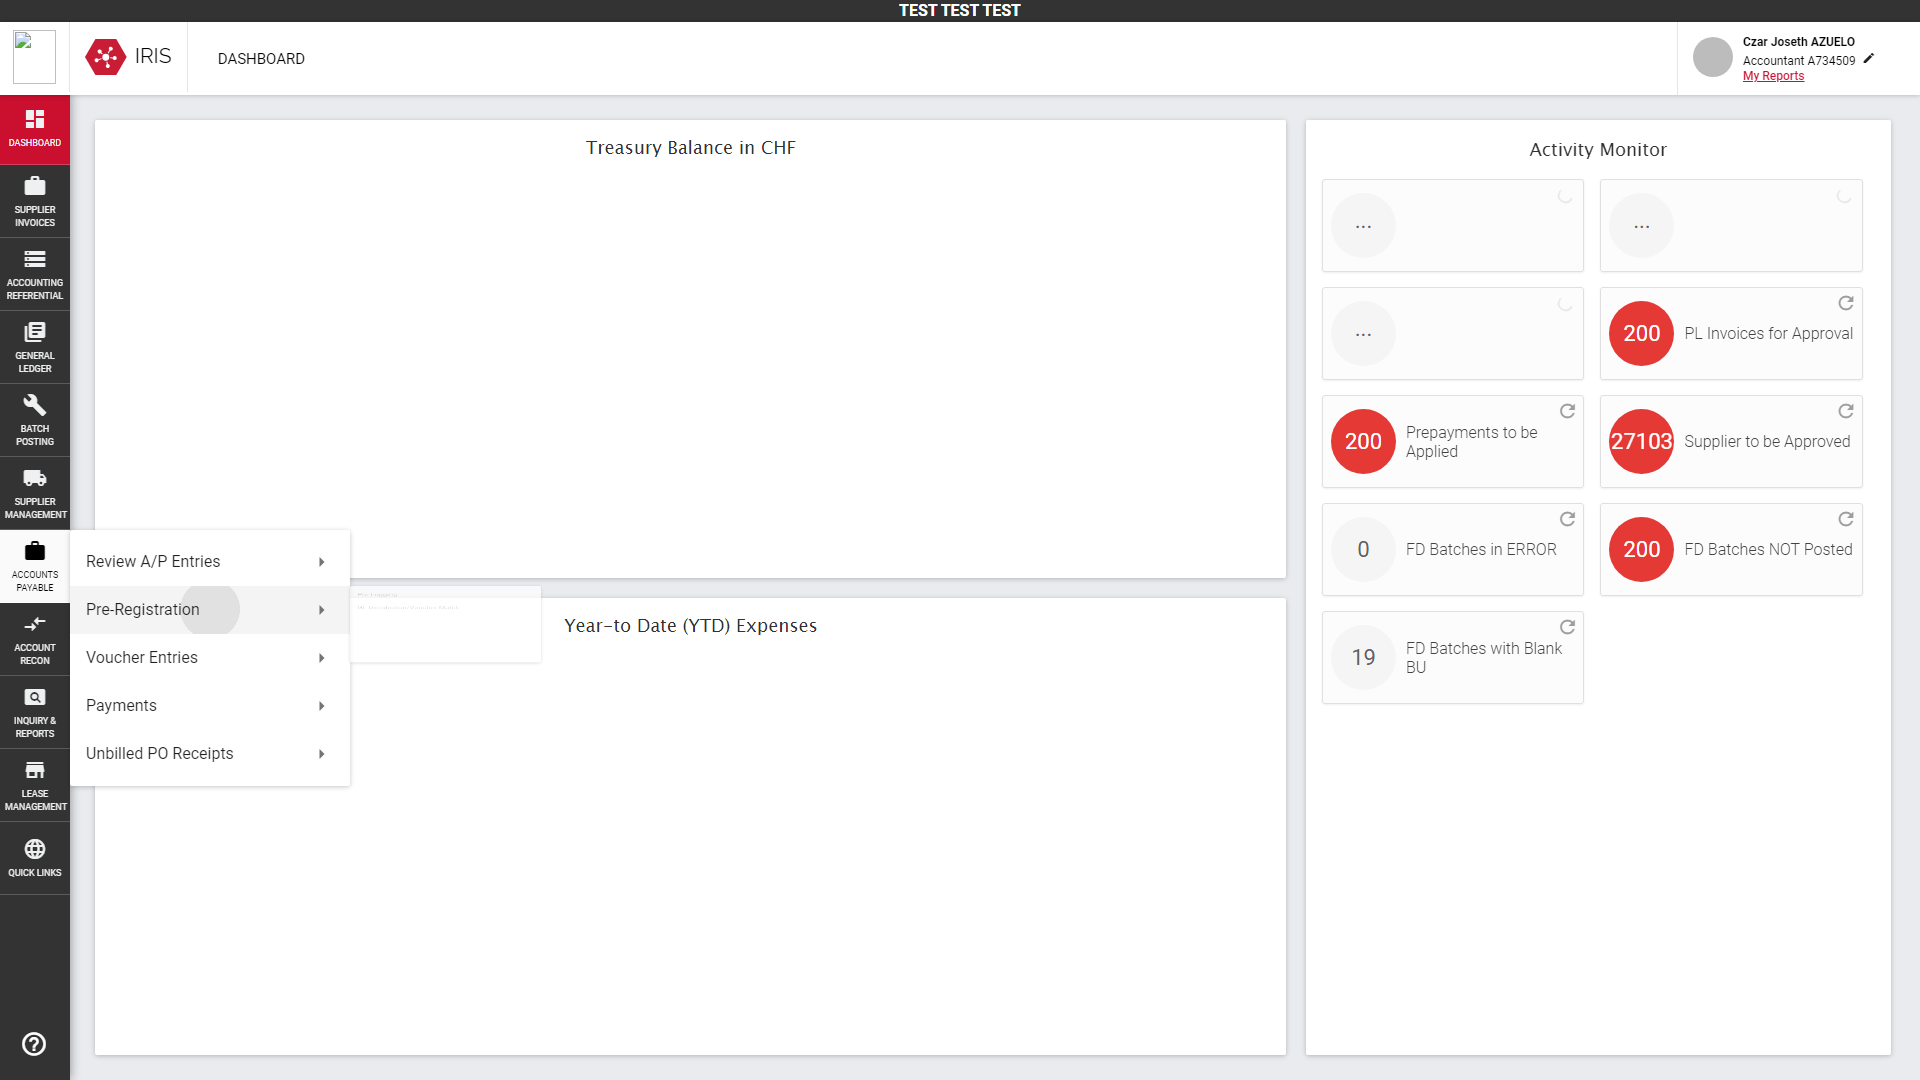 TEST TEST TEST
IRIS
DASHBOARD
Czar Joseth AZUELO
Accountant A734509
My Reports
DASHBOARD
SUPPLIER
INVOICES
ACCOUNTING
REFERENTIAL
GENERAL
LEDGER
BATCH
POSTING
SUPPLIER
MANAGEMENT
ACCOUNTS
PAYABLE
ACCOUNT
RECON
INQUIRY &
REPORTS
LEASE
MANAGEMENT
QUICK LINKS
Review A/P Entries
Pre-Registration
Voucher Entries
Payments
Unbilled PO Receipts
Treasury Balance in CHF
Year-to Date (YTD) Expenses
Activity Monitor
...
...
...
200 PL Invoices for Approval
200 Prepayments to be
Applied
27103 Supplier to be Approved
0 FD Batches in ERROR
200 FD Batches NOT Posted
19 FD Batches with Blank
BU